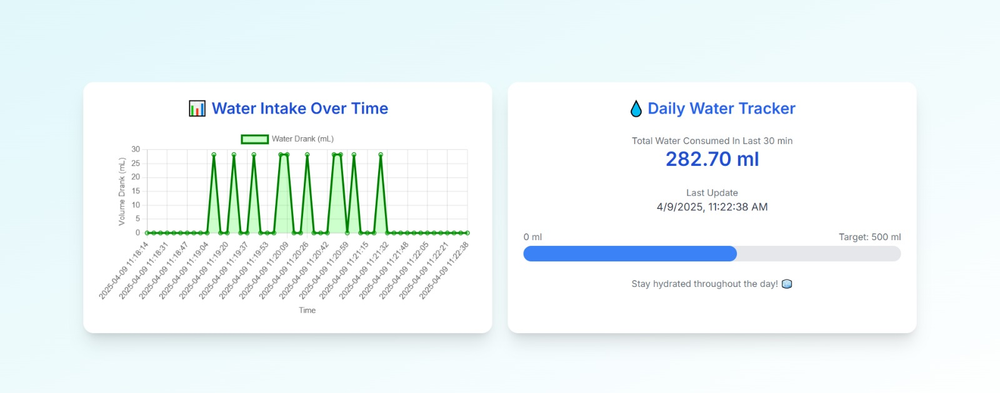 📊 Water Intake Over Time
Water Drank (mL)
Volume Drank (mL)
30
25
20
15
10
5
0
2025-04-09 11:18:14
2025-04-09 11:18:31
2025-04-09 11:18:47
2025-04-09 11:19:04
2025-04-09 11:19:20
2025-04-09 11:19:37
2025-04-09 11:19:53
2025-04-09 11:20:09
2025-04-09 11:20:26
2025-04-09 11:20:42
2025-04-09 11:20:59
2025-04-09 11:21:15
2025-04-09 11:21:32
2025-04-09 11:21:48
2025-04-09 11:22:05
2025-04-09 11:22:21
2025-04-09 11:22:38
Time
💧 Daily Water Tracker
Total Water Consumed In Last 30 min
282.70 ml
Last Update
4/9/2025, 11:22:38 AM
0 ml
Target: 500 ml
Stay hydrated throughout the day! 🧊